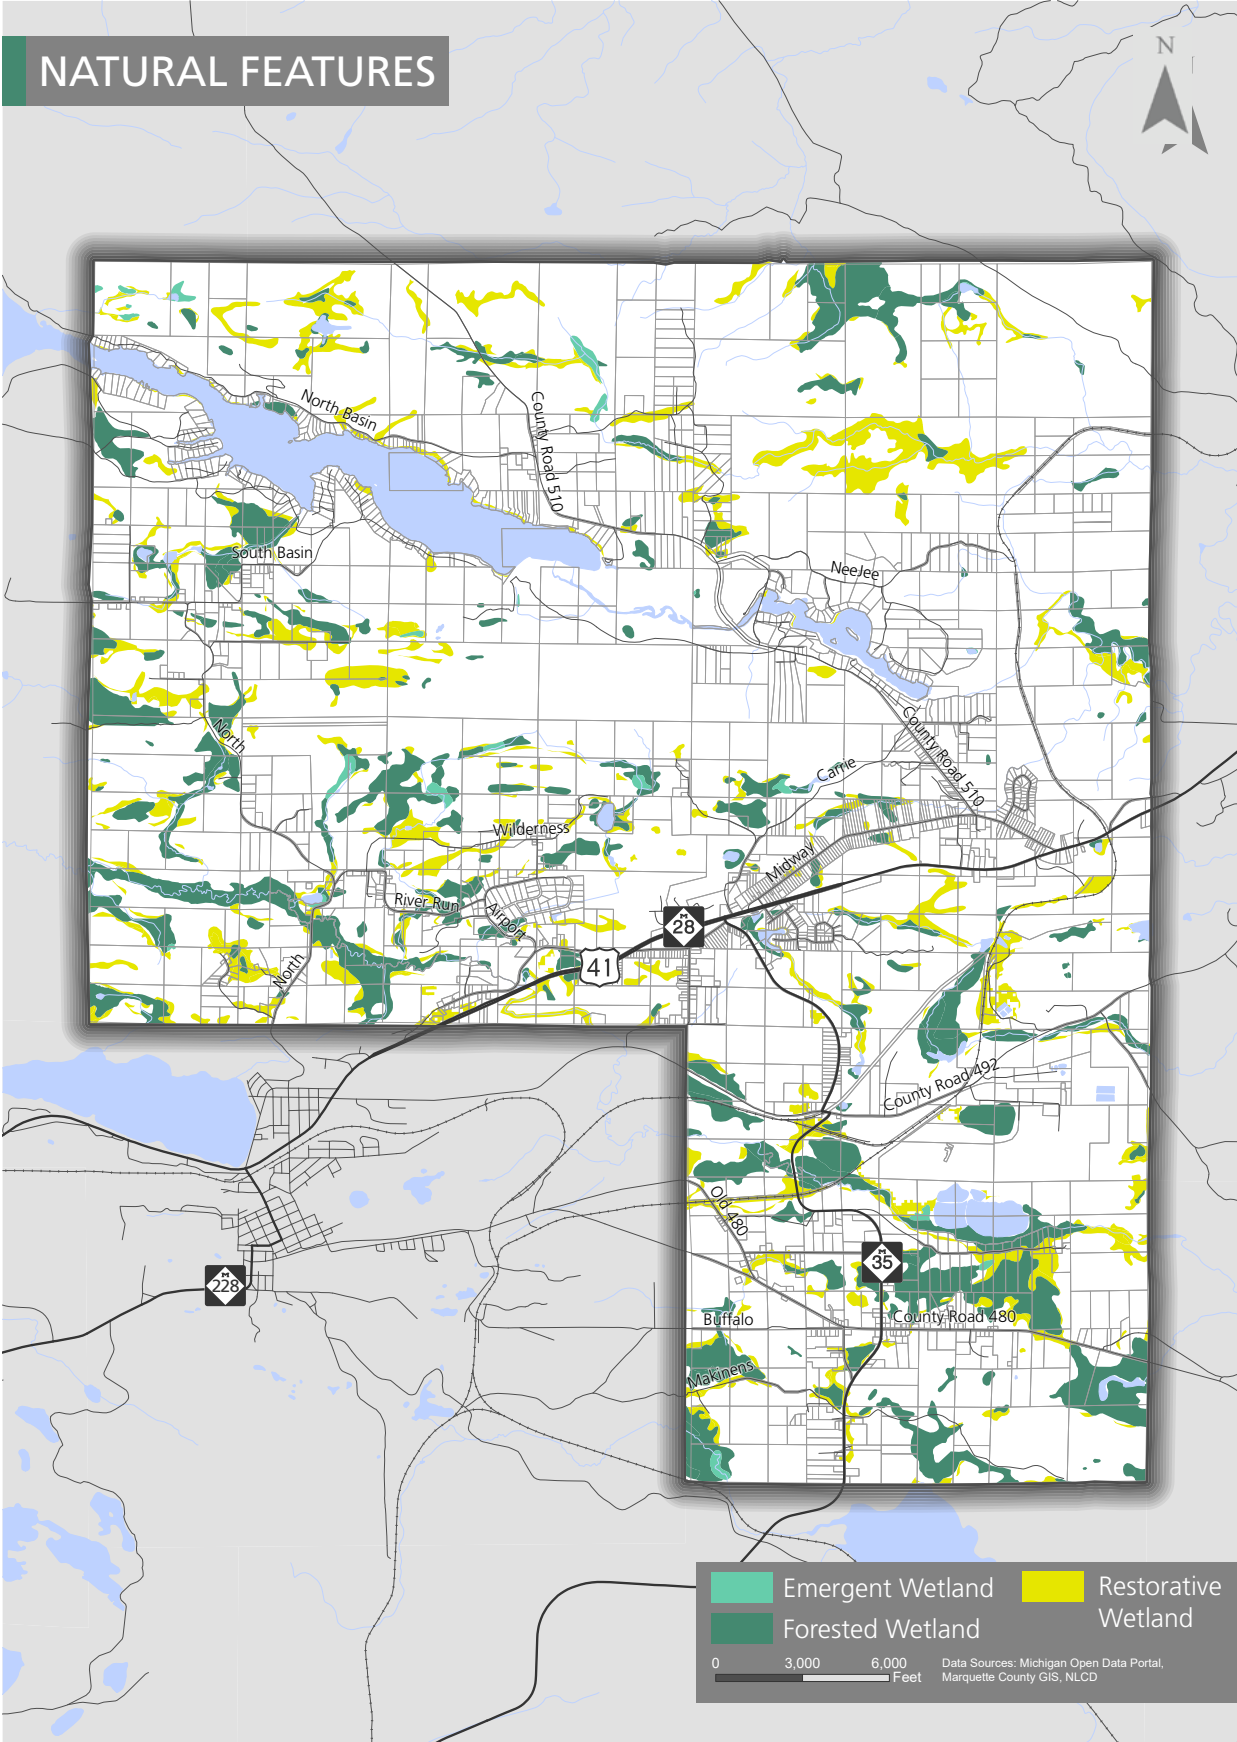 NATURAL FEATURES
N
North Basin
County Road 510
South Basin
NeeJee
North
County Road 510
Carrie
Wilderness
Midway
River Run
Airport
M
28
41
North
County Road 492
Old 480
M
35
M
228
Buffalo
County Road 480
Makinens
Emergent Wetland
Restorative
Wetland
Forested Wetland
0 3,000 6,000
Feet
Data Sources: Michigan Open Data Portal,
Marquette County GIS, NLCD